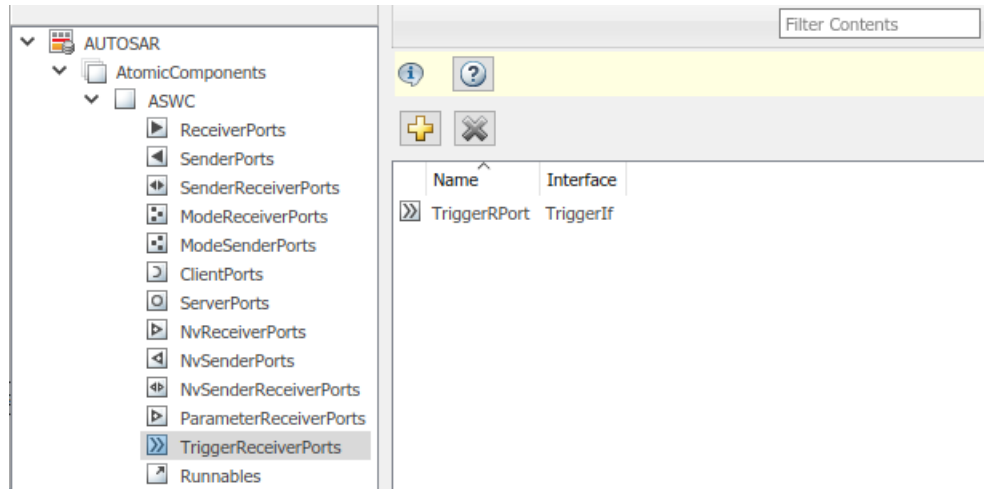 AUTOSAR
AtomicComponents
ASWC
ReceiverPorts
SenderPorts
SenderReceiverPorts
ModeReceiverPorts
ModeSenderPorts
ClientPorts
ServerPorts
NvReceiverPorts
NvSenderPorts
NvSenderReceiverPorts
ParameterReceiverPorts
TriggerReceiverPorts
Runnables
Filter Contents
Name Interface
TriggerRPort TriggerIf